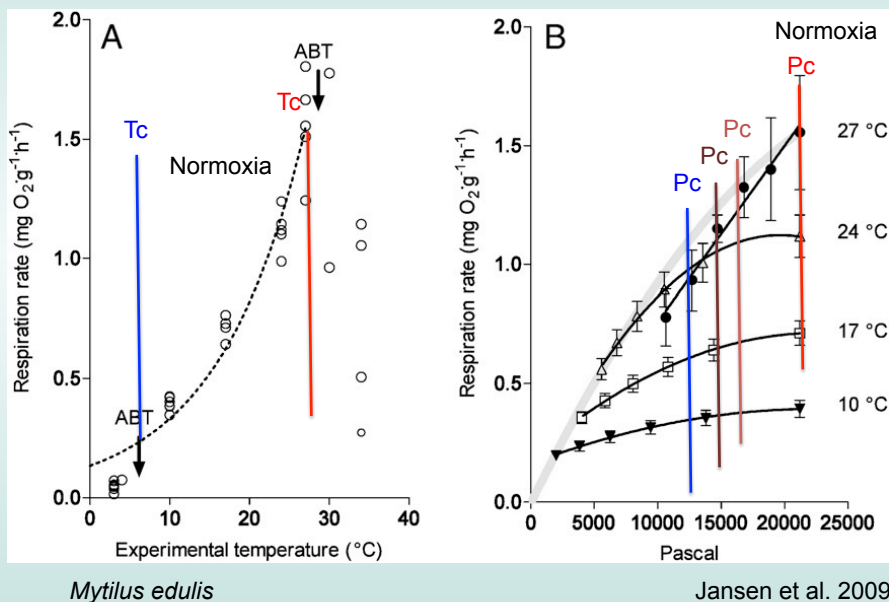 A
ABT
Tc
Tc
Normoxia
ABT
Respiration rate (mg O₂·g⁻¹·h⁻¹)
2.0
1.5
1.0
0.5
0.0
0 10 20 30 40
Experimental temperature (°C)
B
Normoxia
Pc
Pc
Pc
Pc
27 °C
24 °C
17 °C
10 °C
Respiration rate (mg O₂·g⁻¹·h⁻¹)
2.0
1.5
1.0
0.5
0.0
0 5000 10000 15000 20000 25000
Pascal
Mytilus edulis
Jansen et al. 2009